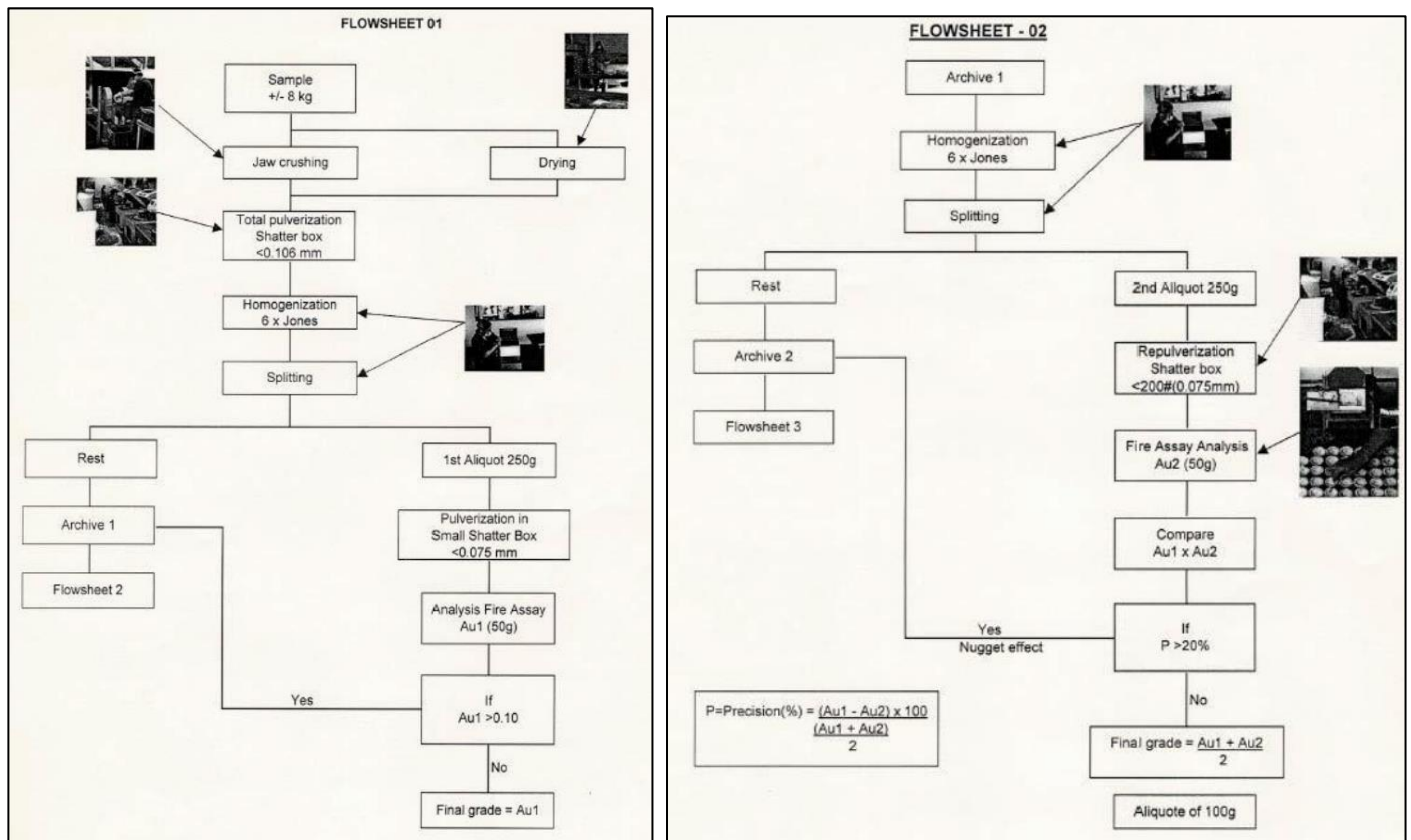 FLOWSHEET 01
Sample
+/- 8 kg
Jaw crushing
Drying
Total pulverization
Shatter box
<0.106 mm
Homogenization
6 x Jones
Splitting
Rest
1st Aliquot 250g
Archive 1
Pulverization in
Small Shatter Box
<0.075 mm
Flowsheet 2
Analysis Fire Assay
Au1 (50g)
Yes
If
Au1 >0.10
No
Final grade = Au1
FLOWSHEET - 02
Archive 1
Homogenization
6 x Jones
Splitting
Rest
2nd Aliquot 250g
Archive 2
Repulverization
Shatter box
<200#(0.075mm)
Flowsheet 3
Fire Assay Analysis
Au2 (50g)
Compare
Au1 x Au2
Yes
Nugget effect
If
P >20%
No
P=Precision(%) = (Au1 - Au2) x 100
(Au1 + Au2)
2
Final grade = Au1 + Au2
2
Aliquote of 100g